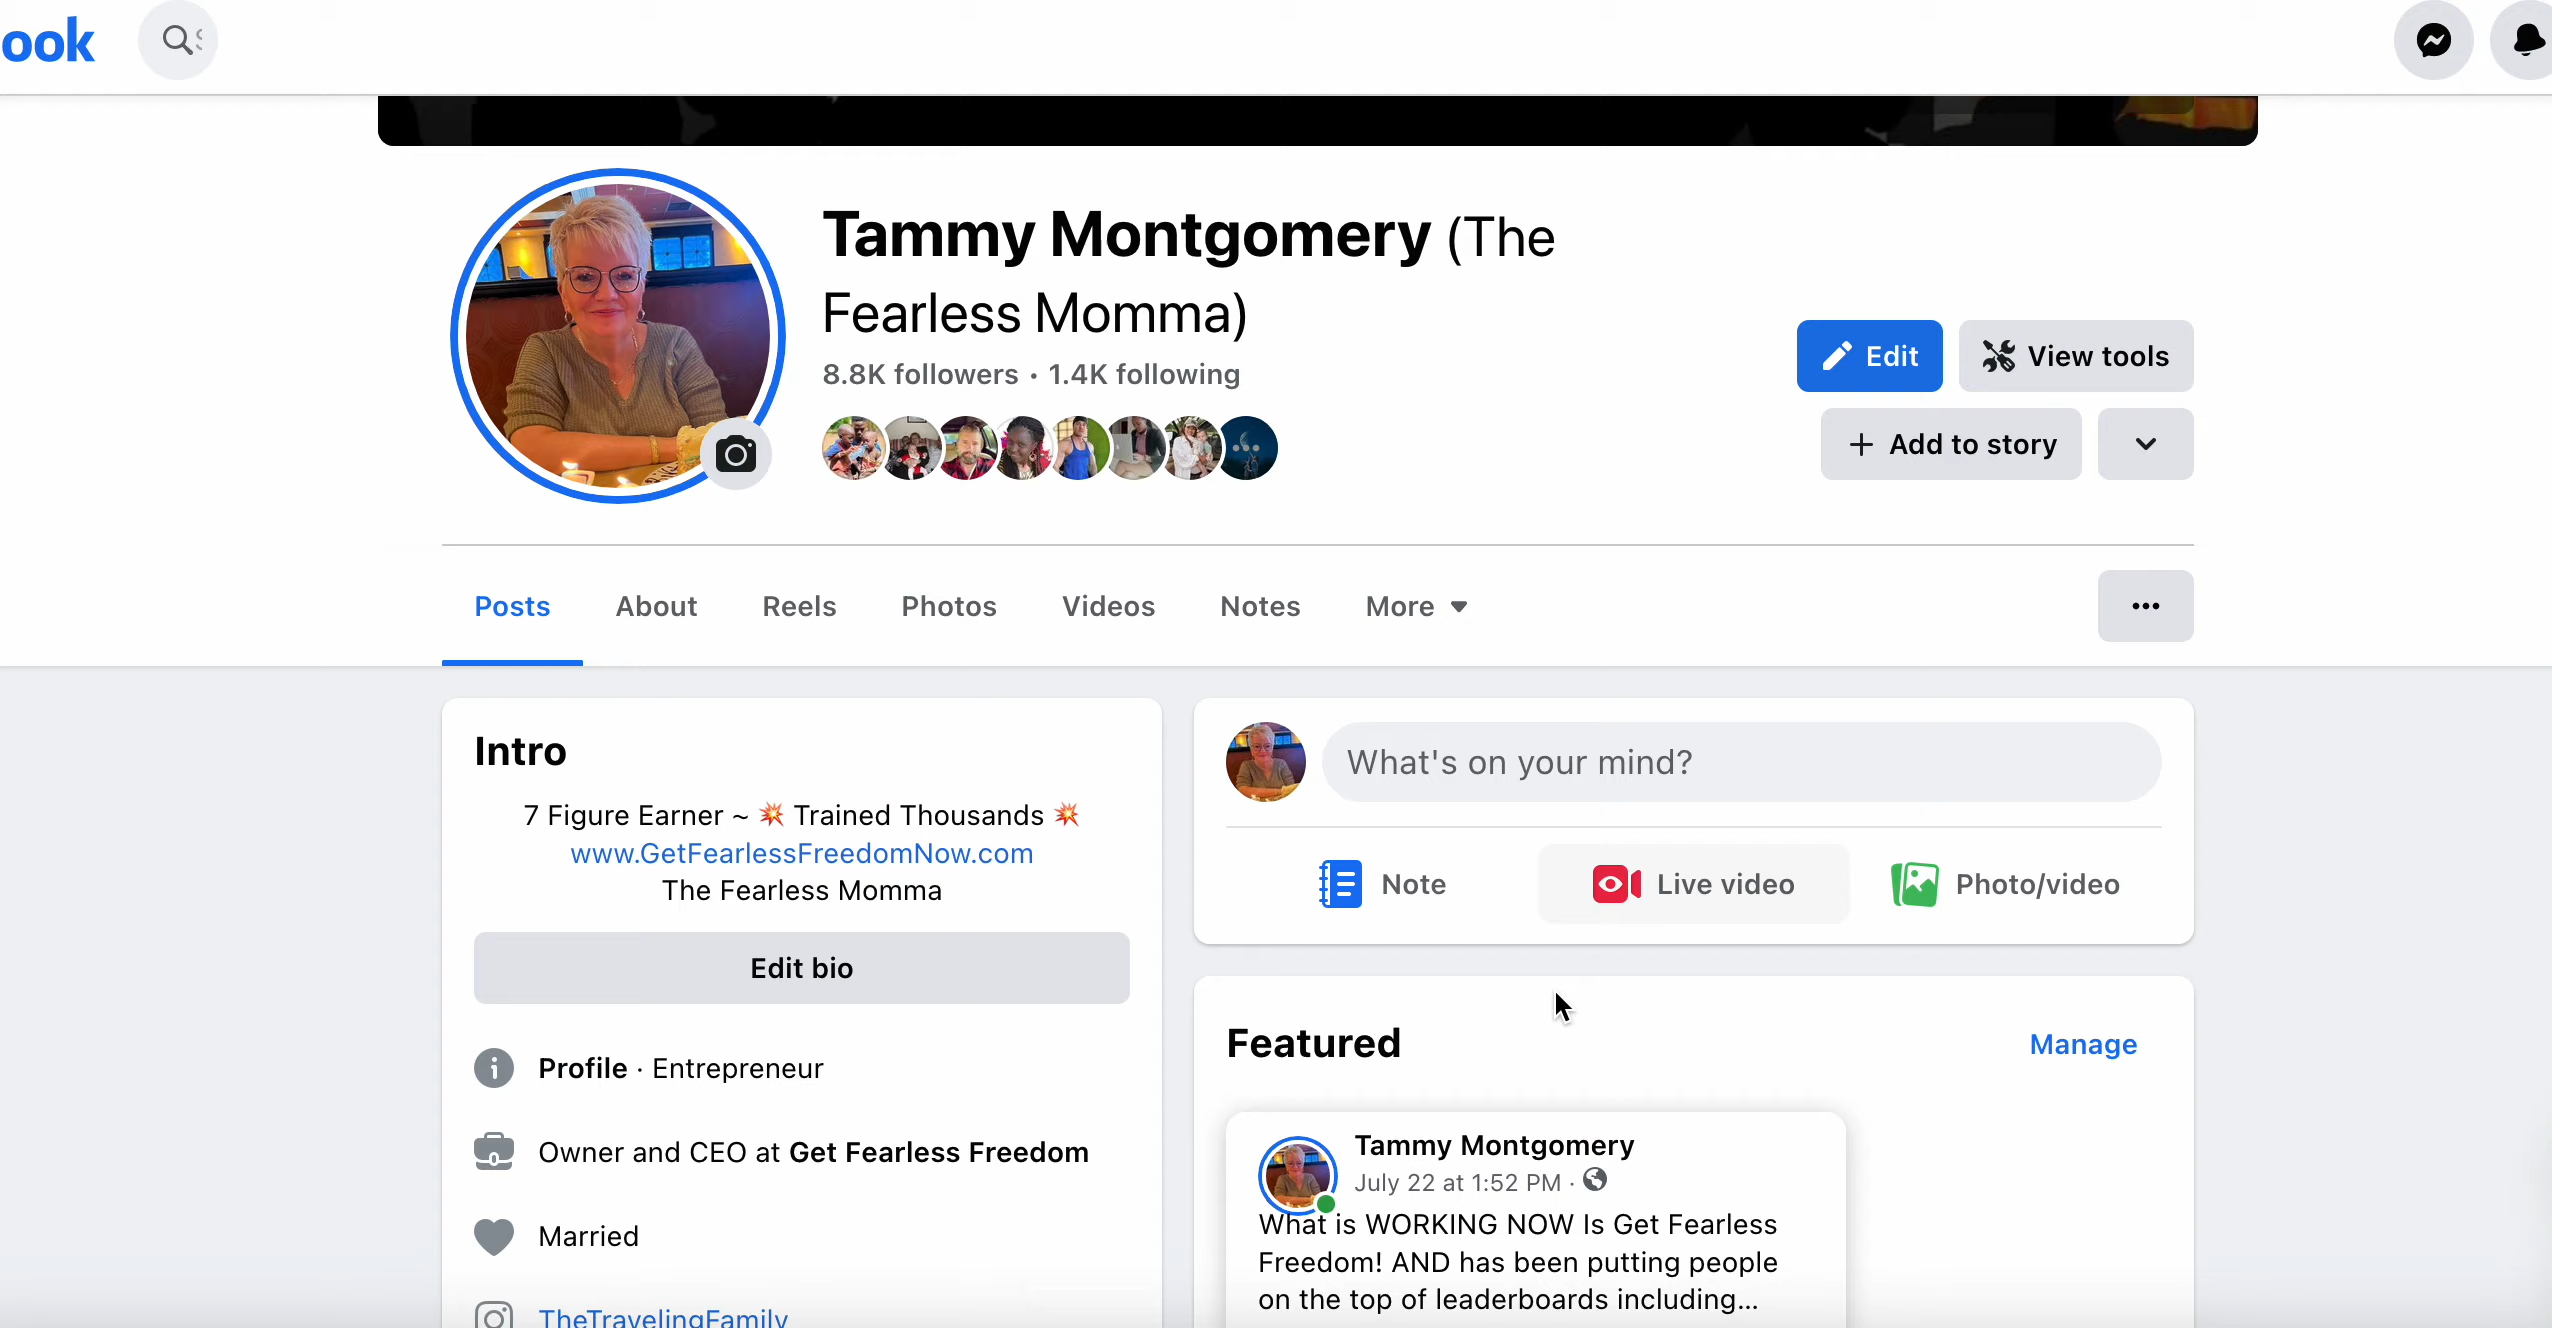 ook
Tammy Montgomery (The
Fearless Momma)
8.8K followers · 1.4K following
Edit
View tools
+ Add to story
Posts
About
Reels
Photos
Videos
Notes
More
Intro
7 Figure Earner ~ 💥 Trained Thousands 💥
www.GetFearlessFreedomNow.com
The Fearless Momma
Edit bio
Profile · Entrepreneur
Owner and CEO at Get Fearless Freedom
Married
TheTravelingFamily
What's on your mind?
Note
Live video
Photo/video
Featured
Manage
Tammy Montgomery
July 22 at 1:52 PM ·
What is WORKING NOW Is Get Fearless
Freedom! AND has been putting people
on the top of leaderboards including...